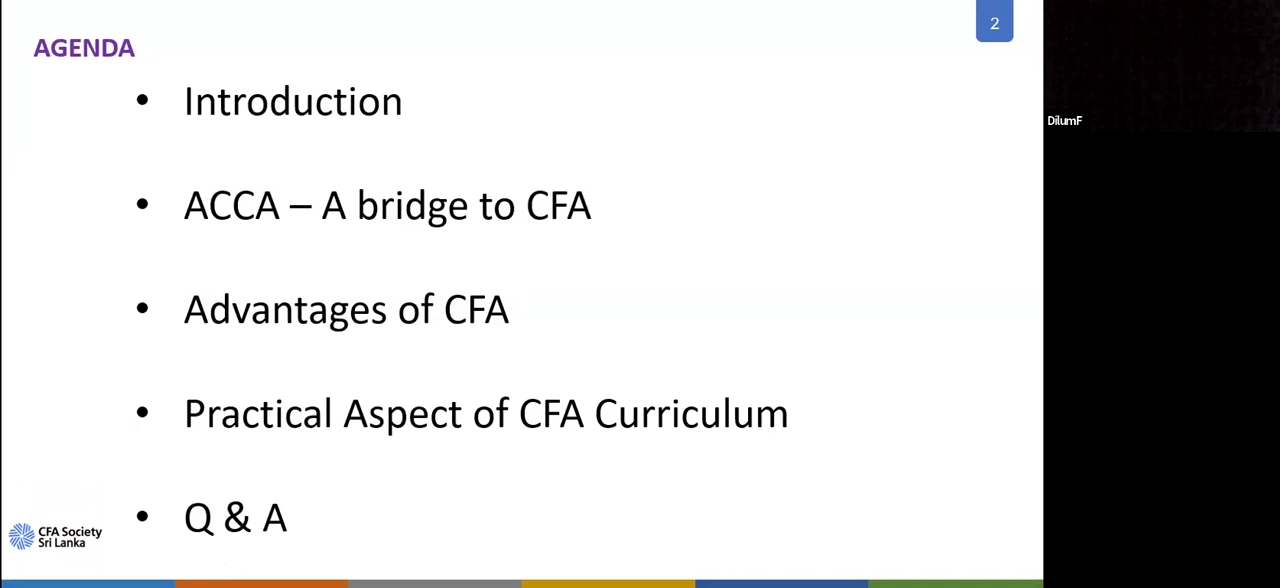 2
AGENDA
• Introduction
DilumF
• ACCA – A bridge to CFA
• Advantages of CFA
• Practical Aspect of CFA Curriculum
• Q & A
CFA Society
Sri Lanka